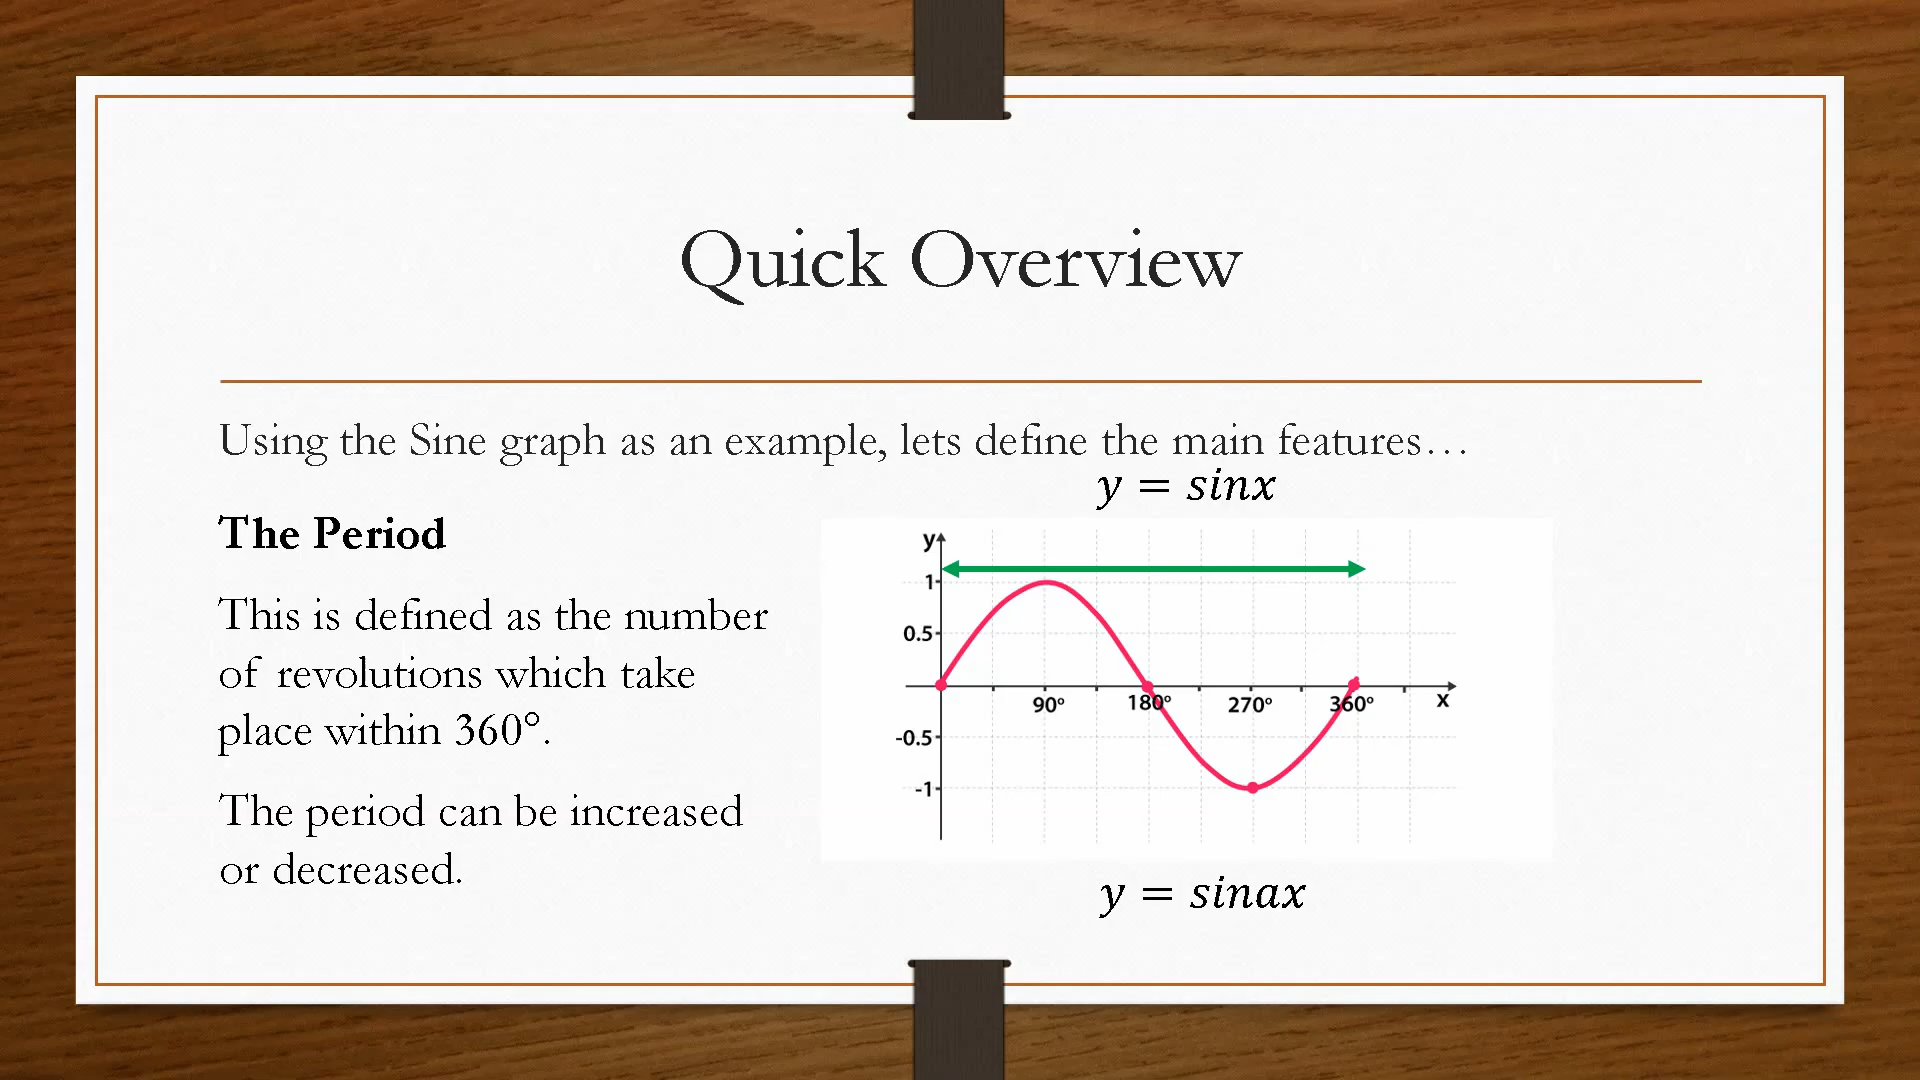 Quick Overview
Using the Sine graph as an example, lets define the main features…
y = sinx
The Period
This is defined as the number
of revolutions which take
place within 360°.
The period can be increased
or decreased.
y
1
0.5
-0.5
-1
90°
180°
270°
360°
x
y = sinax